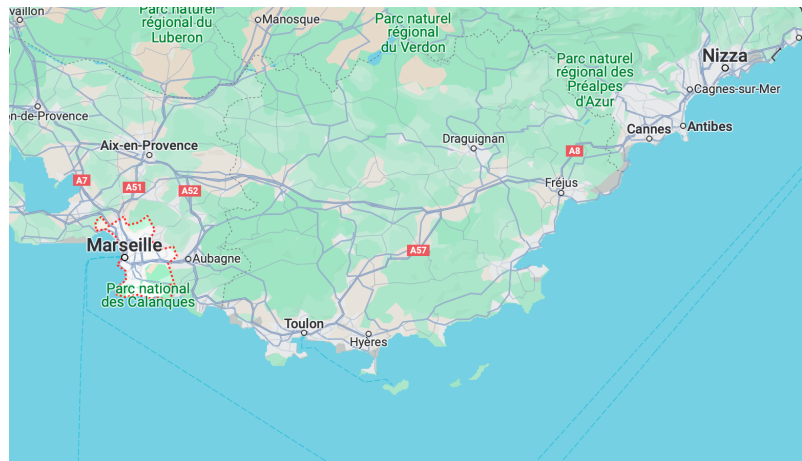 vaillon
Parc naturel
régional du
Luberon
Manosque
Parc naturel
régional
du Verdon
Parc naturel
régional des
Préalpes
d'Azur
Nizza
Cagnes-sur-Mer
on-de-Provence
Aix-en-Provence
Draguignan
Cannes
Antibes
A8
A7
A51
A52
Fréjus
Marseille
Aubagne
A57
Parc national
des Calanques
Toulon
Hyères